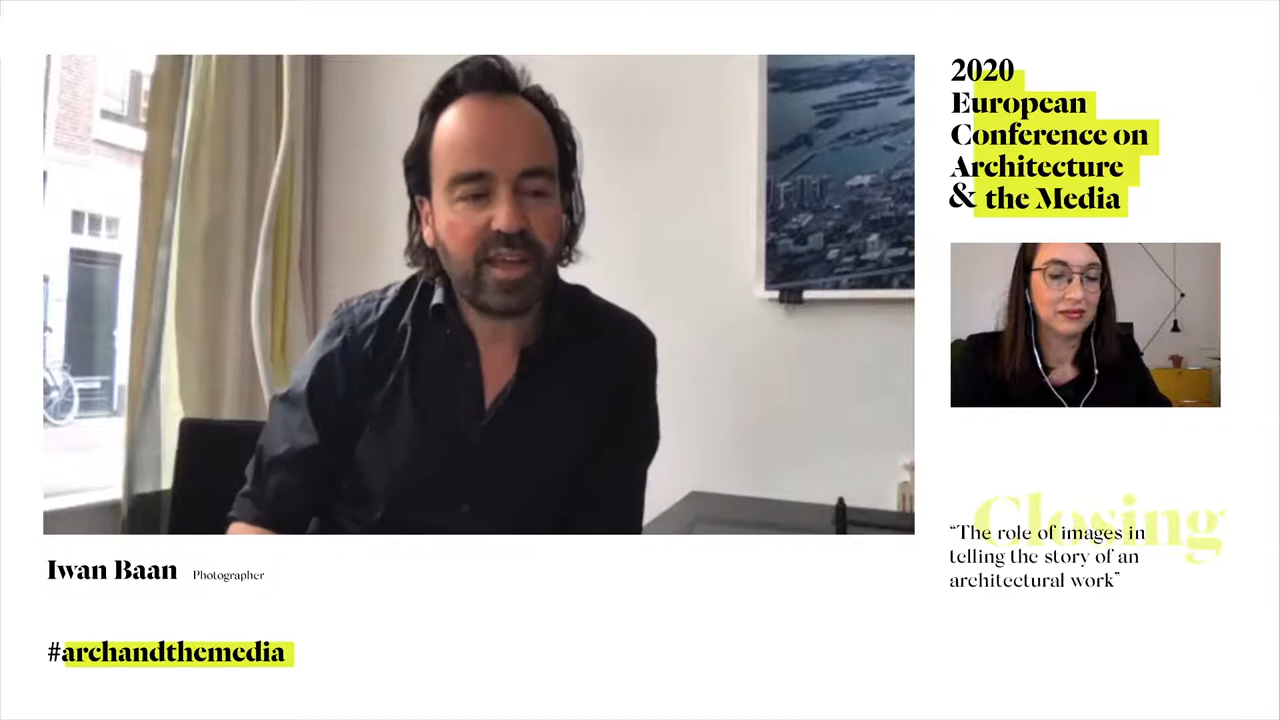 2020
European
Conference on
Architecture
& the Media
Closing
“The role of images in
telling the story of an
architectural work”
Iwan Baan Photographer
#archandthemedia